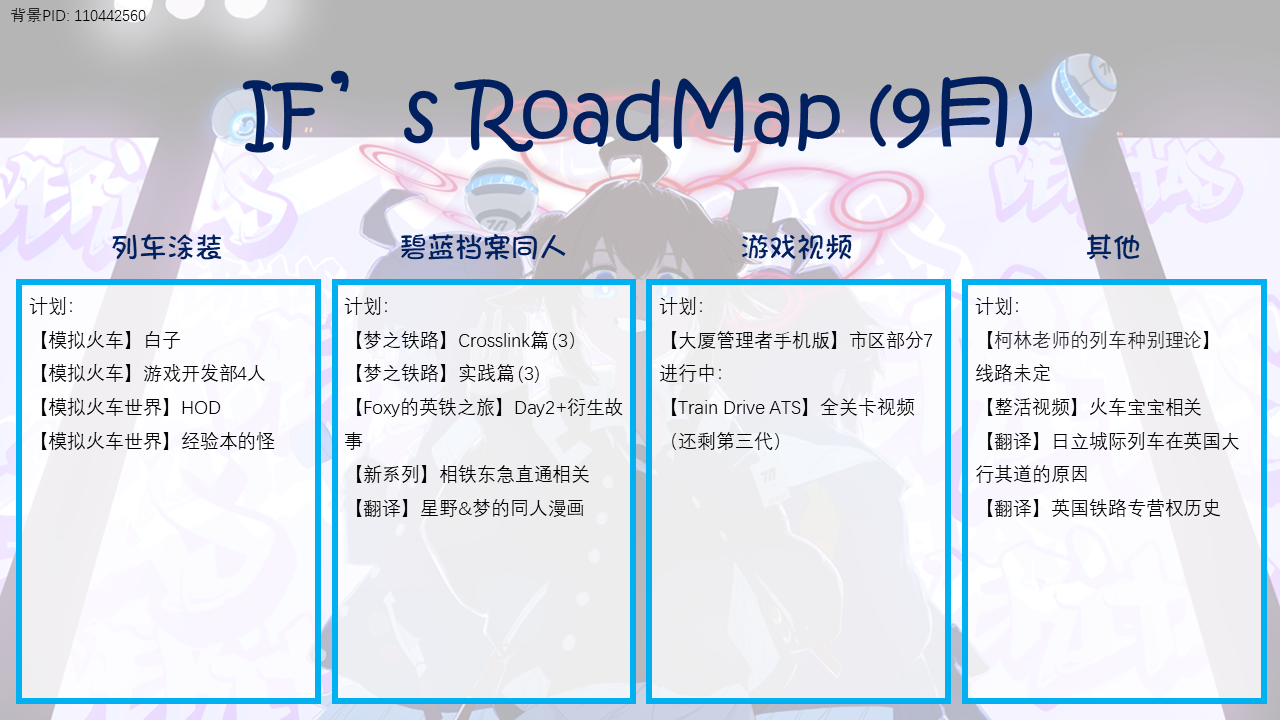 背景PID: 110442560
IF’s RoadMap (9月)
列车涂装
计划：
【模拟火车】白子
【模拟火车】游戏开发部4人
【模拟火车世界】HOD
【模拟火车世界】经验本的怪
碧蓝档案同人
计划：
【梦之铁路】Crosslink篇(3)
【梦之铁路】实践篇(3)
【Foxy的英铁之旅】Day2+衍生故
事
【新系列】相铁东急直通相关
【翻译】星野&梦的同人漫画
游戏视频
计划：
【大厦管理者手机版】市区部分7
进行中：
【Train Drive ATS】全关卡视频
（还剩第三代）
其他
计划：
【柯林老师的列车种别理论】
线路未定
【整活视频】火车宝宝相关
【翻译】日立城际列车在英国大
行其道的原因
【翻译】英国铁路专营权历史
VERITAS
VERITAS